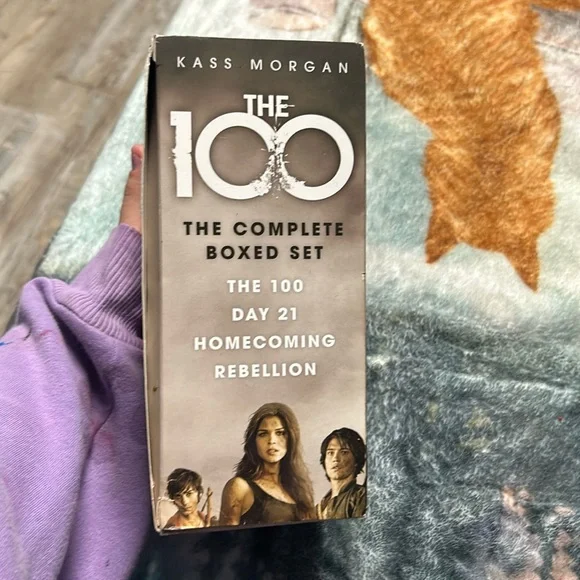 KASS MORGAN
THE
100
THE COMPLETE
BOXED SET
THE 100
DAY 21
HOMECOMING
REBELLION